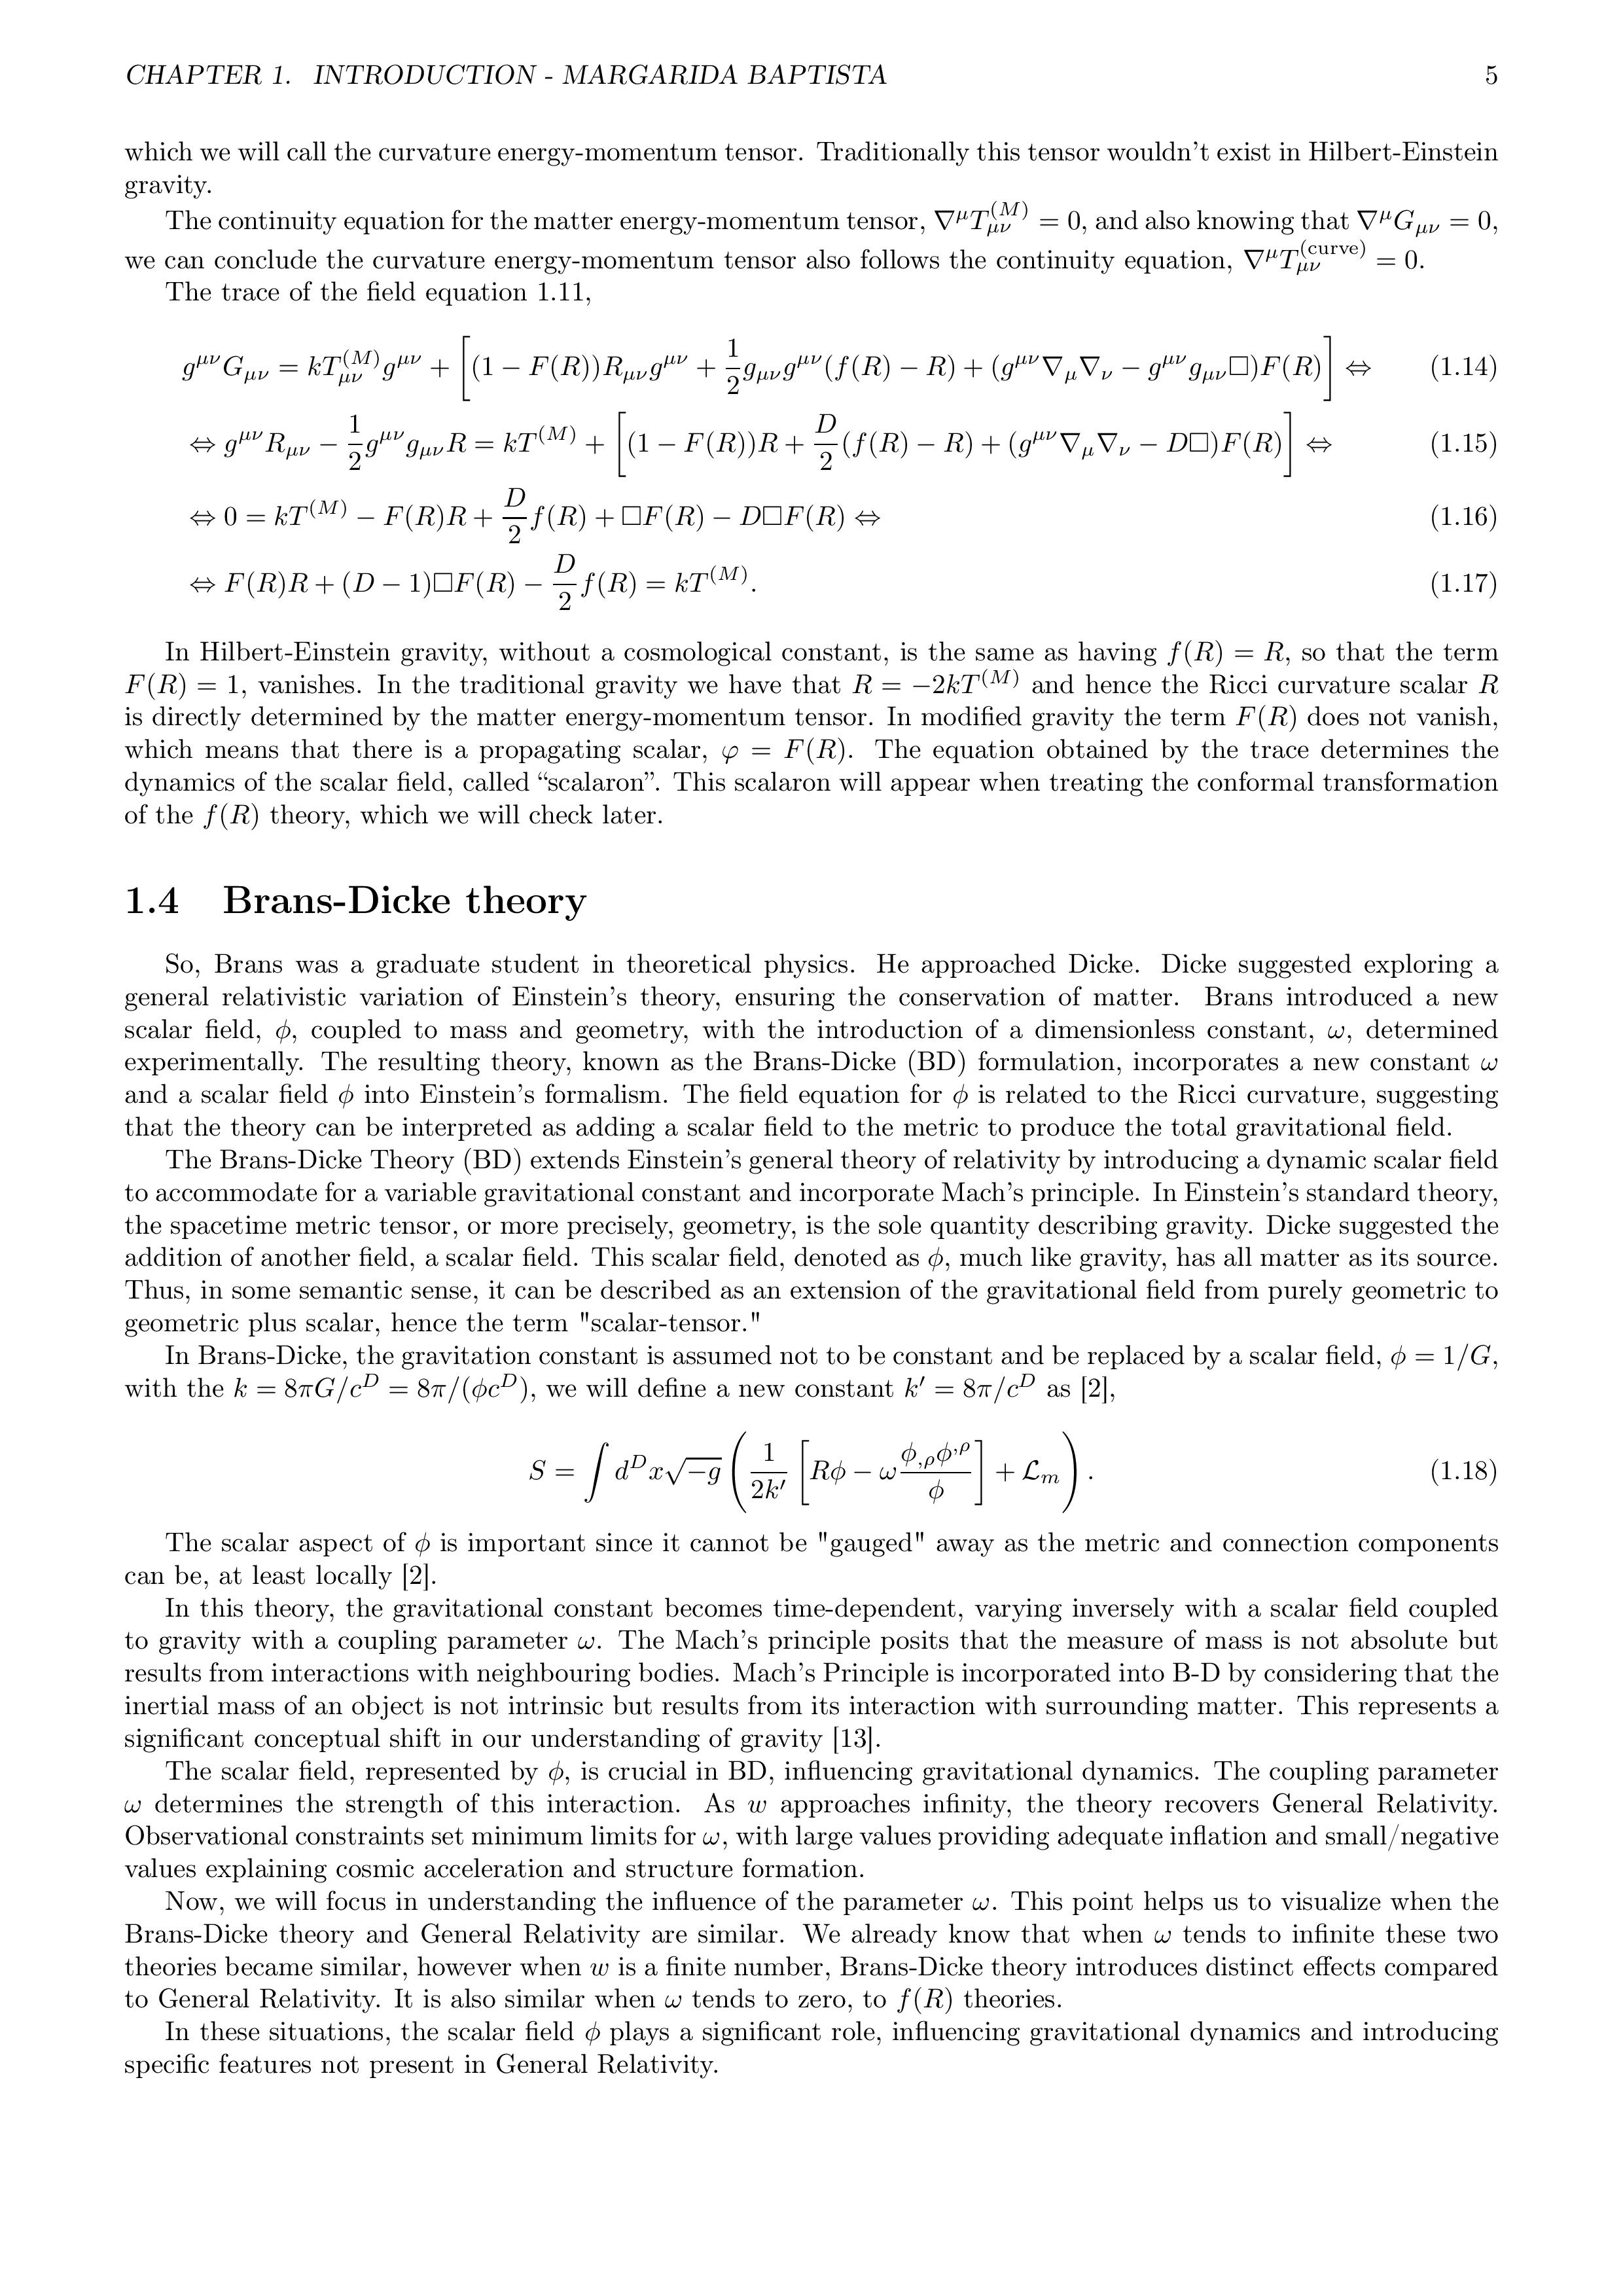 CHAPTER 1. INTRODUCTION - MARGARIDA BAPTISTA 5
which we will call the curvature energy-momentum tensor. Traditionally this tensor wouldn't exist in Hilbert-Einstein
gravity.
The continuity equation for the matter energy-momentum tensor, $\nabla^\mu T^{(M)}_{\mu\nu} = 0$, and also knowing that $\nabla^\mu G_{\mu\nu} = 0$,
we can conclude the curvature energy-momentum tensor also follows the continuity equation, $\nabla^\mu T^{(\text{curve})}_{\mu\nu} = 0$.
The trace of the field equation 1.11,
$g^{\mu\nu}G_{\mu\nu} = kT^{(M)}_{\mu\nu}g^{\mu\nu} + \left[(1 - F(R))R_{\mu\nu}g^{\mu\nu} + \frac{1}{2}g_{\mu\nu}g^{\mu\nu}(f(R) - R) + (g^{\mu\nu}\nabla_\mu\nabla_\nu - g^{\mu\nu}g_{\mu\nu}\Box)F(R)\right] \Leftrightarrow$ (1.14)
$\Leftrightarrow g^{\mu\nu}R_{\mu\nu} - \frac{1}{2}g^{\mu\nu}g_{\mu\nu}R = kT^{(M)} + \left[(1 - F(R))R + \frac{D}{2}(f(R) - R) + (g^{\mu\nu}\nabla_\mu\nabla_\nu - D\Box)F(R)\right] \Leftrightarrow$ (1.15)
$\Leftrightarrow 0 = kT^{(M)} - F(R)R + \frac{D}{2}f(R) + \Box F(R) - D\Box F(R) \Leftrightarrow$ (1.16)
$\Leftrightarrow F(R)R + (D - 1)\Box F(R) - \frac{D}{2}f(R) = kT^{(M)}.$ (1.17)
In Hilbert-Einstein gravity, without a cosmological constant, is the same as having $f(R) = R$, so that the term
$F(R) = 1$, vanishes. In the traditional gravity we have that $R = -2kT^{(M)}$ and hence the Ricci curvature scalar $R$
is directly determined by the matter energy-momentum tensor. In modified gravity the term $F(R)$ does not vanish,
which means that there is a propagating scalar, $\varphi = F(R)$. The equation obtained by the trace determines the
dynamics of the scalar field, called “scalaron”. This scalaron will appear when treating the conformal transformation
of the $f(R)$ theory, which we will check later.
1.4 Brans-Dicke theory
So, Brans was a graduate student in theoretical physics. He approached Dicke. Dicke suggested exploring a
general relativistic variation of Einstein's theory, ensuring the conservation of matter. Brans introduced a new
scalar field, $\phi$, coupled to mass and geometry, with the introduction of a dimensionless constant, $\omega$, determined
experimentally. The resulting theory, known as the Brans-Dicke (BD) formulation, incorporates a new constant $\omega$
and a scalar field $\phi$ into Einstein's formalism. The field equation for $\phi$ is related to the Ricci curvature, suggesting
that the theory can be interpreted as adding a scalar field to the metric to produce the total gravitational field.
The Brans-Dicke Theory (BD) extends Einstein's general theory of relativity by introducing a dynamic scalar field
to accommodate for a variable gravitational constant and incorporate Mach's principle. In Einstein's standard theory,
the spacetime metric tensor, or more precisely, geometry, is the sole quantity describing gravity. Dicke suggested the
addition of another field, a scalar field. This scalar field, denoted as $\phi$, much like gravity, has all matter as its source.
Thus, in some semantic sense, it can be described as an extension of the gravitational field from purely geometric to
geometric plus scalar, hence the term "scalar-tensor."
In Brans-Dicke, the gravitation constant is assumed not to be constant and be replaced by a scalar field, $\phi = 1/G$,
with the $k = 8\pi G/c^D = 8\pi/(\phi c^D)$, we will define a new constant $k' = 8\pi/c^D$ as [2],
$S = \int d^D x\sqrt{-g}\left(\frac{1}{2k'}\left[R\phi - \omega\frac{\phi_{,\rho}\phi^{,\rho}}{\phi}\right] + \mathcal{L}_m\right).$ (1.18)
The scalar aspect of $\phi$ is important since it cannot be "gauged" away as the metric and connection components
can be, at least locally [2].
In this theory, the gravitational constant becomes time-dependent, varying inversely with a scalar field coupled
to gravity with a coupling parameter $\omega$. The Mach's principle posits that the measure of mass is not absolute but
results from interactions with neighbouring bodies. Mach's Principle is incorporated into B-D by considering that the
inertial mass of an object is not intrinsic but results from its interaction with surrounding matter. This represents a
significant conceptual shift in our understanding of gravity [13].
The scalar field, represented by $\phi$, is crucial in BD, influencing gravitational dynamics. The coupling parameter
$\omega$ determines the strength of this interaction. As $w$ approaches infinity, the theory recovers General Relativity.
Observational constraints set minimum limits for $\omega$, with large values providing adequate inflation and small/negative
values explaining cosmic acceleration and structure formation.
Now, we will focus in understanding the influence of the parameter $\omega$. This point helps us to visualize when the
Brans-Dicke theory and General Relativity are similar. We already know that when $\omega$ tends to infinite these two
theories became similar, however when $w$ is a finite number, Brans-Dicke theory introduces distinct effects compared
to General Relativity. It is also similar when $\omega$ tends to zero, to $f(R)$ theories.
In these situations, the scalar field $\phi$ plays a significant role, influencing gravitational dynamics and introducing
specific features not present in General Relativity.